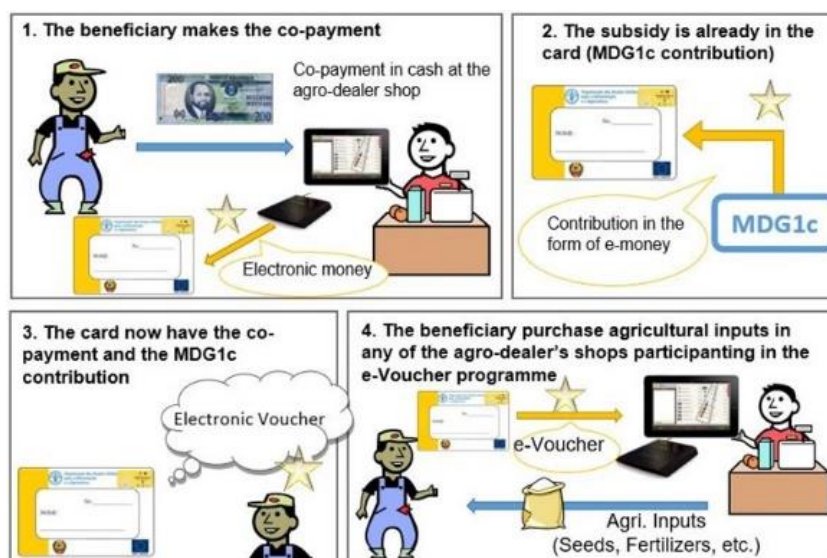 1. The beneficiary makes the co-payment
200
200
Co-payment in cash at the
agro-dealer shop
Electronic money
2. The subsidy is already in the
card (MDG1c contribution)
Contribution in the
form of e-money
MDG1c
3. The card now have the co-
payment and the MDG1c
contribution
Electronic Voucher
4. The beneficiary purchase agricultural inputs in
any of the agro-dealer's shops participanting in the
e-Voucher programme
e-Voucher
Agri. Inputs
(Seeds, Fertilizers, etc.)